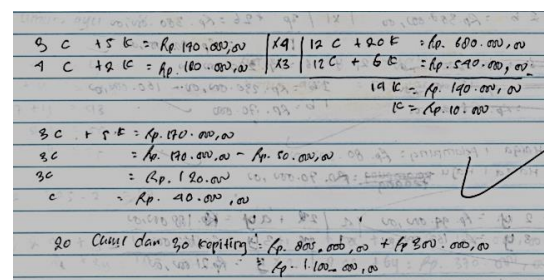 3 C + 5 K = Rp. 170.000,00 | x4 | 12 C + 20 K = Rp. 680.000,00
4 C + 2 K = Rp. 180.000,00 | x3 | 12 C + 6 K = Rp. 540.000,00
14 K = Rp. 140.000,00
K = Rp. 10.000
3C + 5 K = Rp. 170.000,00
3C = Rp. 170.000,00 - Rp. 50.000,00
3C = Rp. 120.000
C = Rp. 40.000,00
20 Cumi dan 30 kepiting = Rp. 800.000,00 + Rp 300.000,00
= Rp. 1.100.000,00